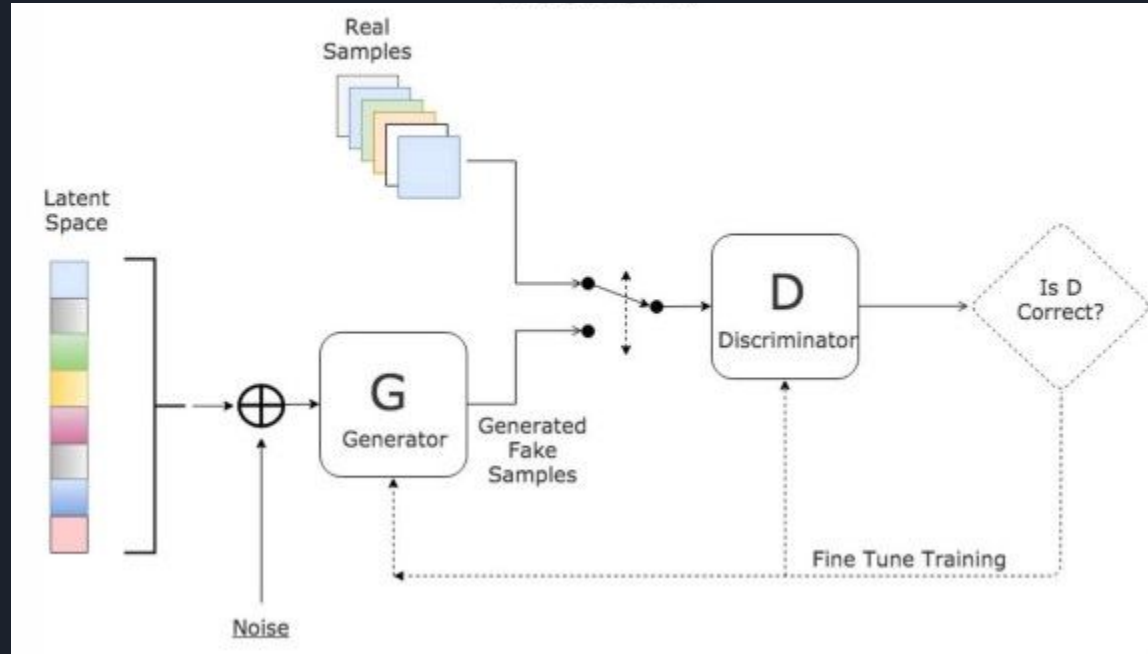 Real
Samples
Latent
Space
Is D
Correct?
D
Discriminator
G
Generator
Generated
Fake
Samples
Fine Tune Training
Noise